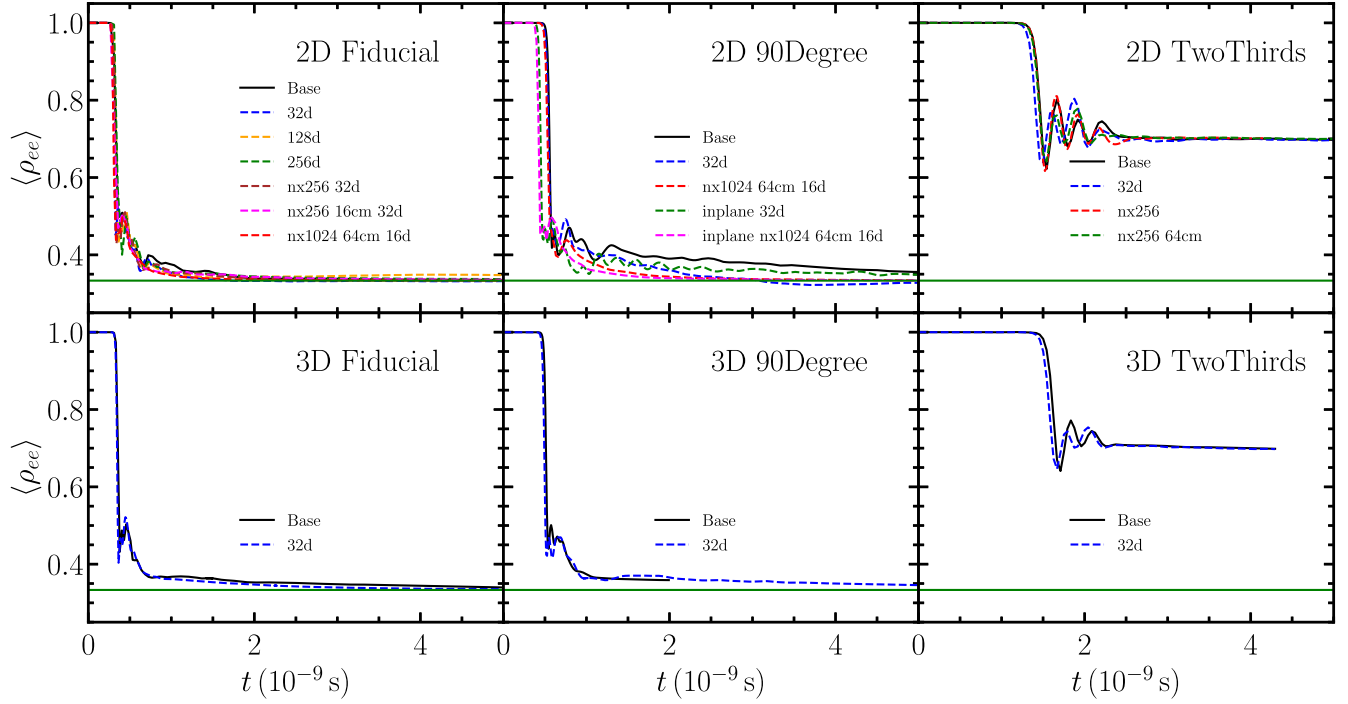 2D Fiducial
2D 90Degree
2D TwoThirds
⟨ρ_ee⟩
1.0
0.8
0.6
0.4
Base
32d
128d
256d
nx256 32d
nx256 16cm 32d
nx1024 64cm 16d
Base
32d
nx1024 64cm 16d
inplane 32d
inplane nx1024 64cm 16d
Base
32d
nx256
nx256 64cm
3D Fiducial
3D 90Degree
3D TwoThirds
⟨ρ_ee⟩
1.0
0.8
0.6
0.4
Base
32d
Base
32d
Base
32d
0 2 4 0 2 4 0 2 4
t (10⁻⁹ s)
t (10⁻⁹ s)
t (10⁻⁹ s)